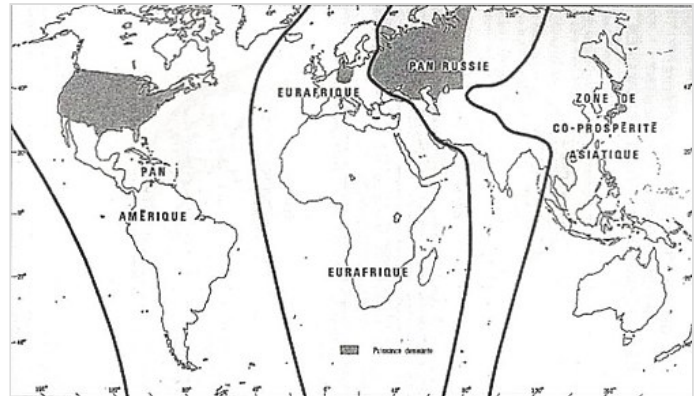 PAN RUSSIE
EURAFRIQUE
ZONE DE
CO-PROSPÉRITÉ
ASIATIQUE
PAN
AMÉRIQUE
EURAFRIQUE
Puissance dominante